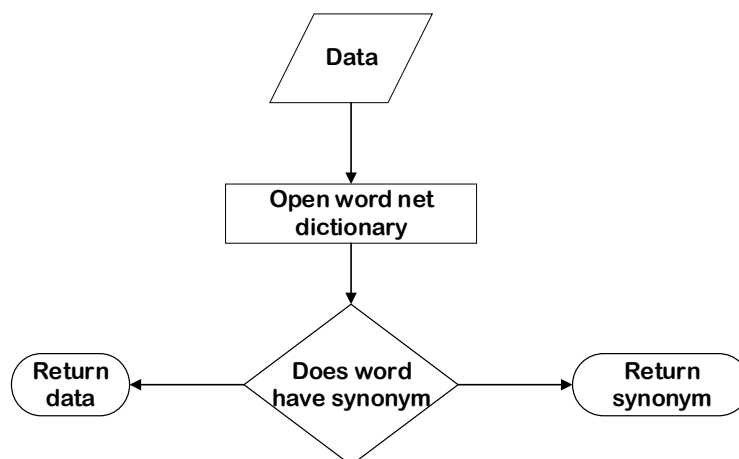 Data
Open word net
dictionary
Does word
have synonym
Return
data
Return
synonym